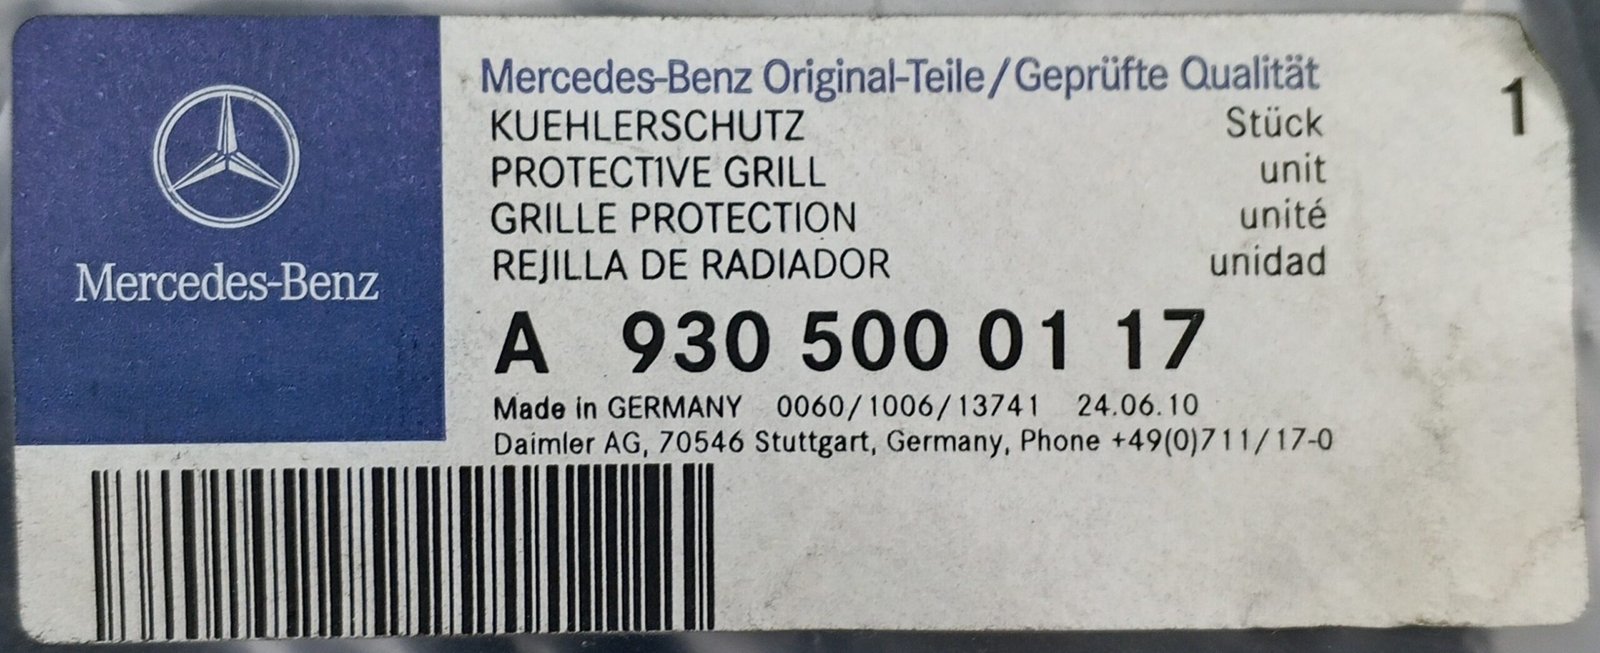 Mercedes-Benz
Mercedes-Benz Original-Teile/Geprüfte Qualität
KUEHLERSCHUTZ Stück 1
PROTECTIVE GRILL unit
GRILLE PROTECTION unité
REJILLA DE RADIADOR unidad
A 930 500 01 17
Made in GERMANY 0060/1006/13741 24.06.10
Daimler AG, 70546 Stuttgart, Germany, Phone +49(0)711/17-0